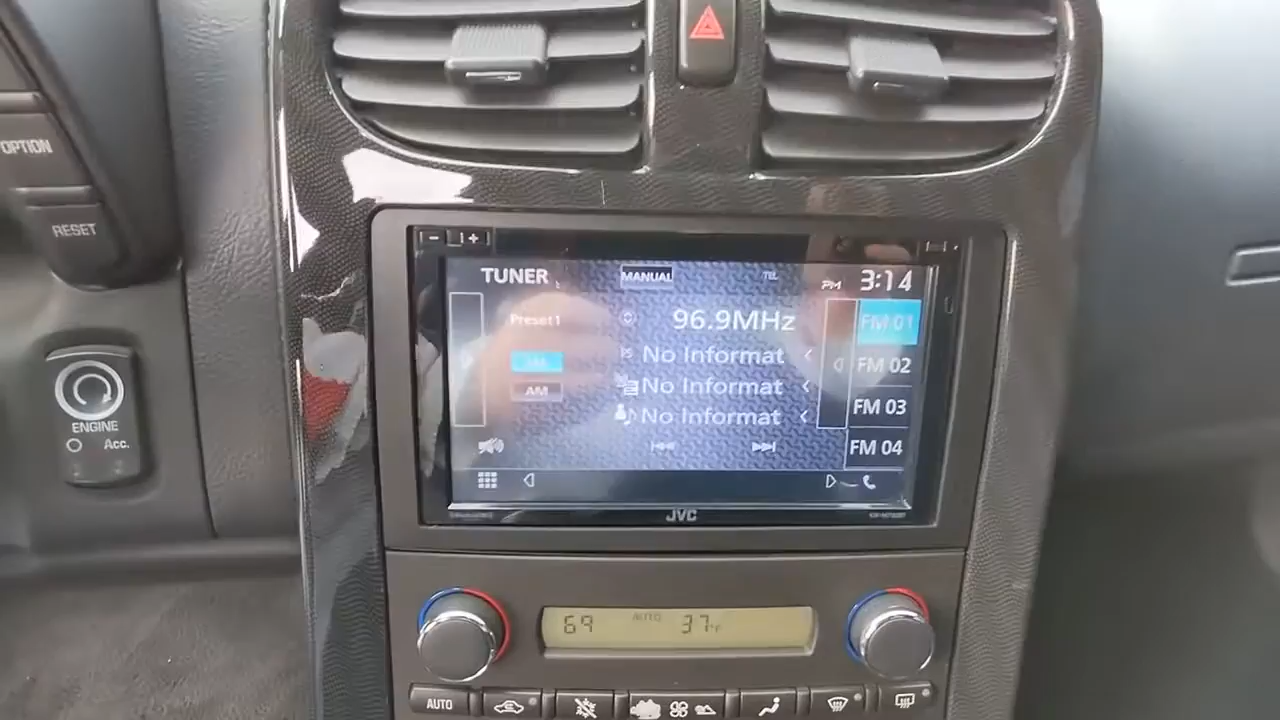 OPTION
RESET
ENGINE
Acc.
- +
TUNER MANUAL TEL PM 3:14
Preset1 96.9MHz FM 01
No Informat FM 02
AM No Informat FM 03
No Informat FM 04
JVC
69 AUTO 37°F
AUTO